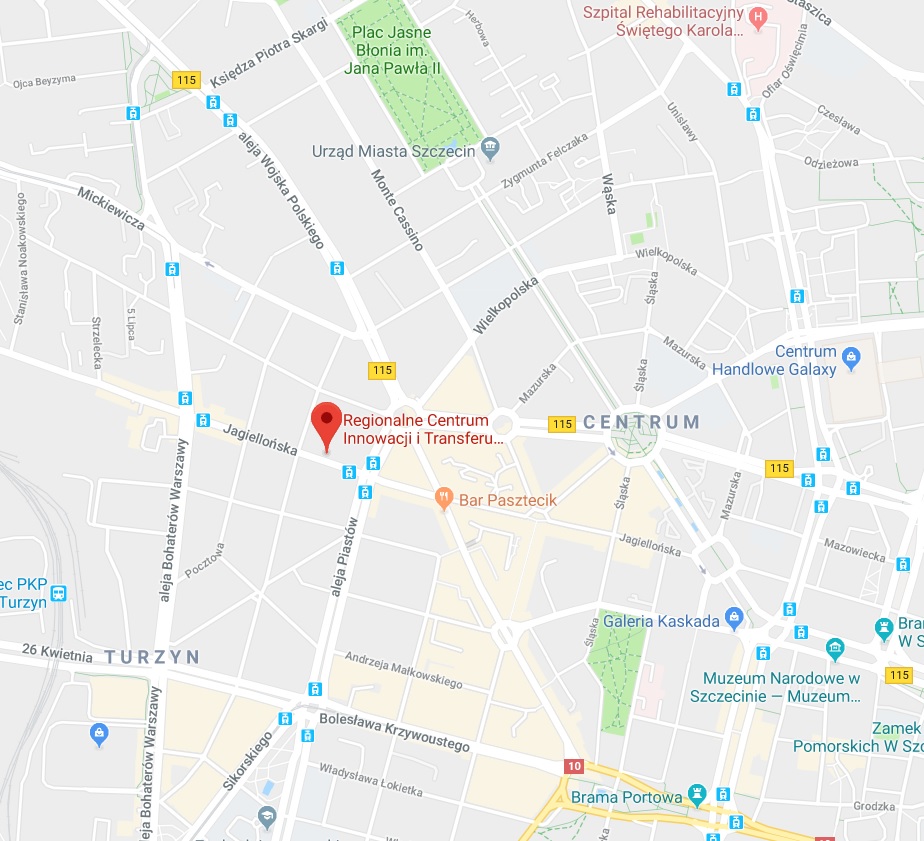 Szpital Rehabilitacyjny
Świętego Karola...
Staszica
Plac Jasne
Błonia im.
Jana Pawła II
Księdza Piotra Skargi
Herbowa
Ofiar Oświęcimia
Ojca Beyzyma
115
Unisławy
Czesława
aleja Wojska Polskiego
Urząd Miasta Szczecin
Zygmunta Felczaka
Odzieżowa
Mickiewicza
Monte Cassino
Wąska
Stanisława Noakowskiego
Wielkopolska
Wielkopolska
Śląska
Strzelecka
5 Lipca
Mazurska
Centrum
Handlowe Galaxy
115
Mazurska
Śląska
Regionalne Centrum
Innowacji i Transferu...
115
CENTRUM
Jagiellońska
115
aleja Bohaterów Warszawy
Bar Pasztecik
Śląska
Mazurska
aleja Piastów
Jagiellońska
Mazowiecka
Pocztowa
ec PKP
Turzyn
Galeria Kaskada
Śląska
Bran
W S
26 Kwietnia
TURZYN
Andrzeja Małkowskiego
Muzeum Narodowe w
Szczecinie — Muzeum...
115
aleja Bohaterów Warszawy
Sikorskiego
Bolesława Krzywoustego
Zamek
Pomorskich W Szc
Władysława Łokietka
10
Brama Portowa
Grodzka
Śląska